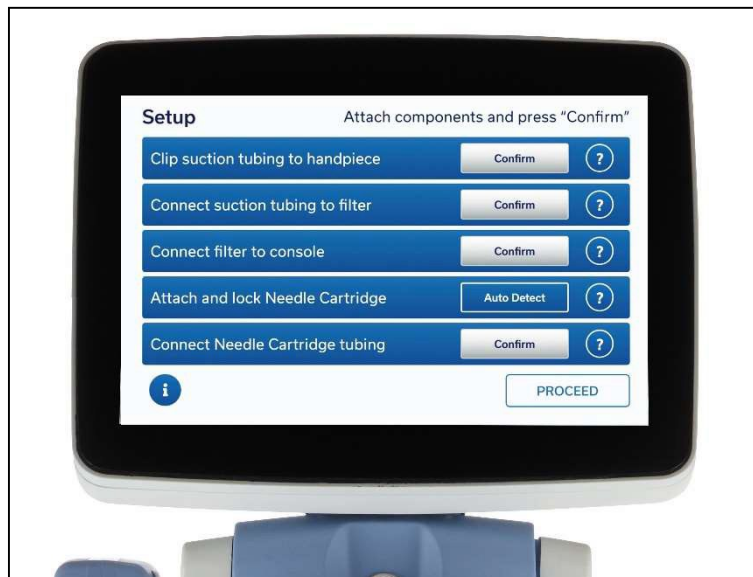 Setup
Attach components and press “Confirm”
Clip suction tubing to handpiece Confirm ?
Connect suction tubing to filter Confirm ?
Connect filter to console Confirm ?
Attach and lock Needle Cartridge Auto Detect ?
Connect Needle Cartridge tubing Confirm ?
i PROCEED